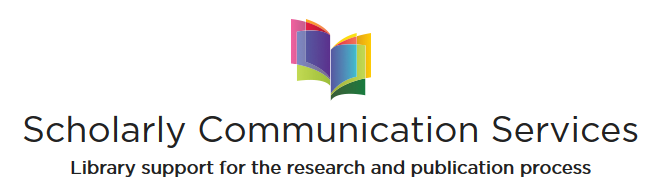 Scholarly Communication Services
Library support for the research and publication process